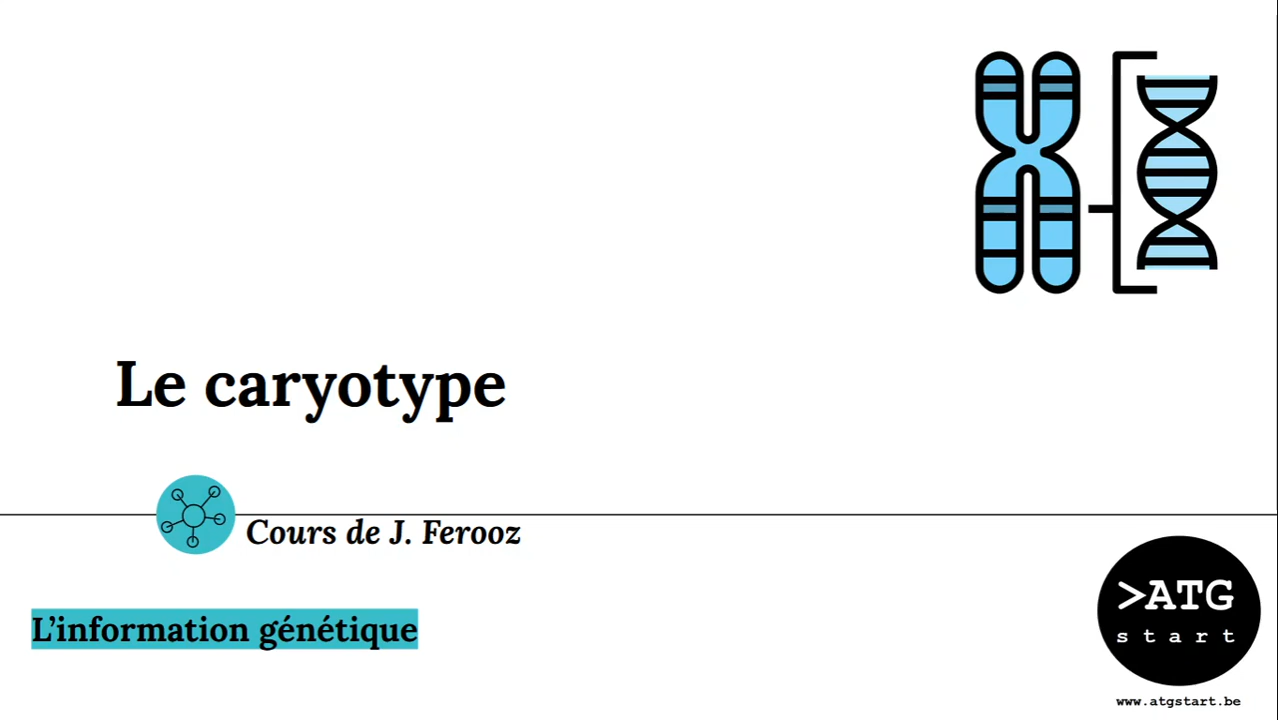 Le caryotype
Cours de J. Ferooz
L’information génétique
>ATG
start
www.atgstart.be